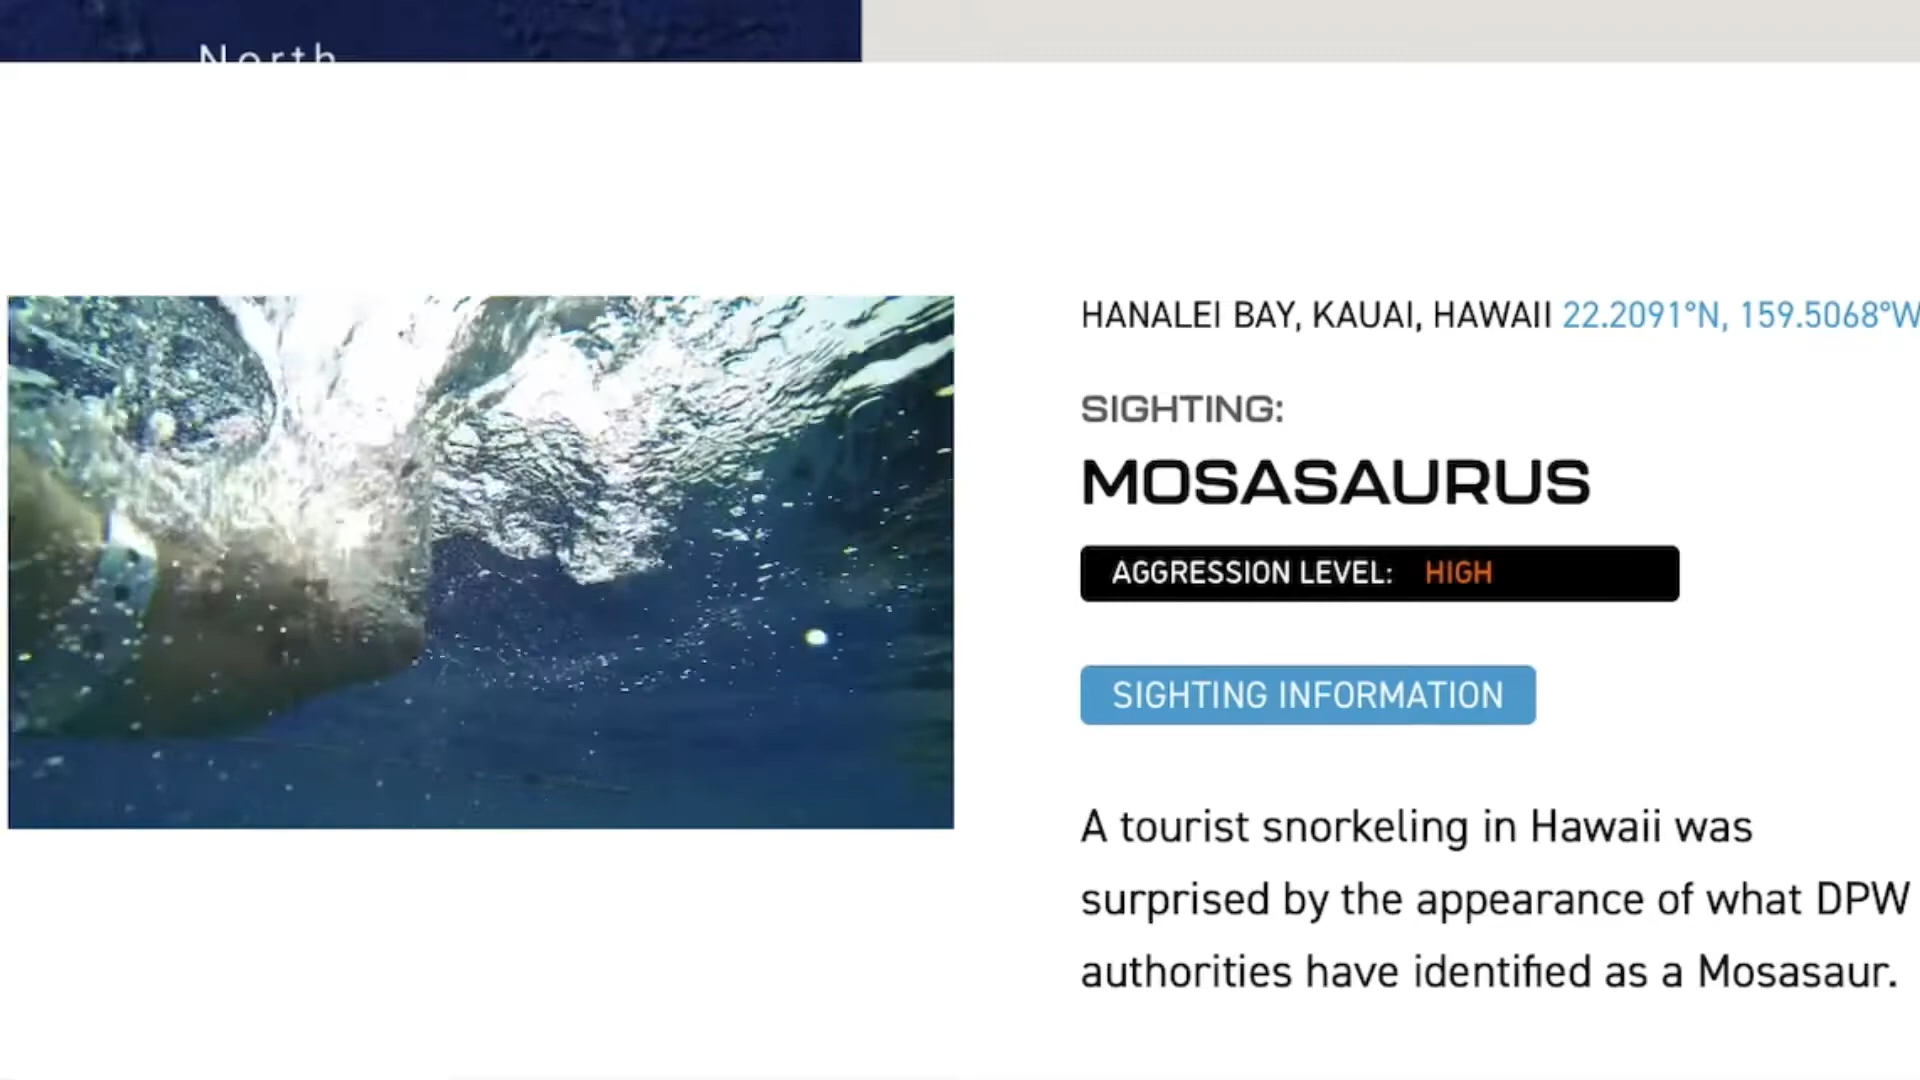 North
HANALEI BAY, KAUAI, HAWAII 22.2091°N, 159.5068°W
SIGHTING:
MOSASAURUS
AGGRESSION LEVEL: HIGH
SIGHTING INFORMATION
A tourist snorkeling in Hawaii was
surprised by the appearance of what DPW
authorities have identified as a Mosasaur.